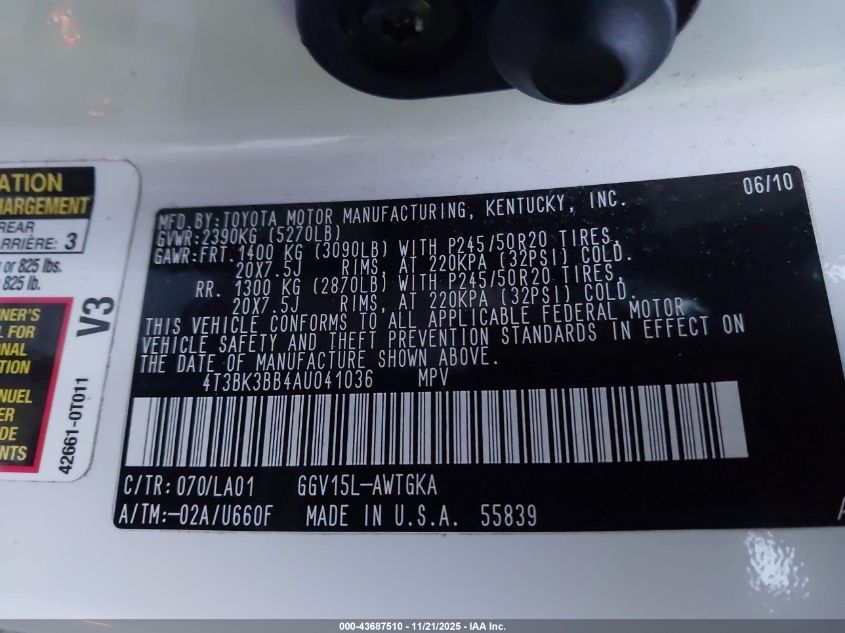 ATION
HARGEMENT
REAR
ARRIÈRE: 3
or 825 lbs.
825 lb.
NER'S
L FOR
ONAL
TION
NUEL
ER
DE
NTS
V3
42661-0T011
06/10
MFD.BY:TOYOTA MOTOR MANUFACTURING, KENTUCKY, INC.
GVWR:2390KG (5270LB)
GAWR:FRT.1400 KG (3090LB) WITH P245/50R20 TIRES,
20X7.5J RIMS, AT 220KPA (32PSI) COLD.
RR. 1300 KG (2870LB) WITH P245/50R20 TIRES,
20X7.5J RIMS, AT 220KPA (32PSI) COLD.
THIS VEHICLE CONFORMS TO ALL APPLICABLE FEDERAL MOTOR
VEHICLE SAFETY AND THEFT PREVENTION STANDARDS IN EFFECT ON
THE DATE OF MANUFACTURE SHOWN ABOVE.
4T3BK3BB4AU041036 MPV
C/TR: 070/LA01 GGV15L-AWTGKA
A/TM:-02A/U660F MADE IN U.S.A. 55839
A
000-43687510 - 11/21/2025 - IAA Inc.